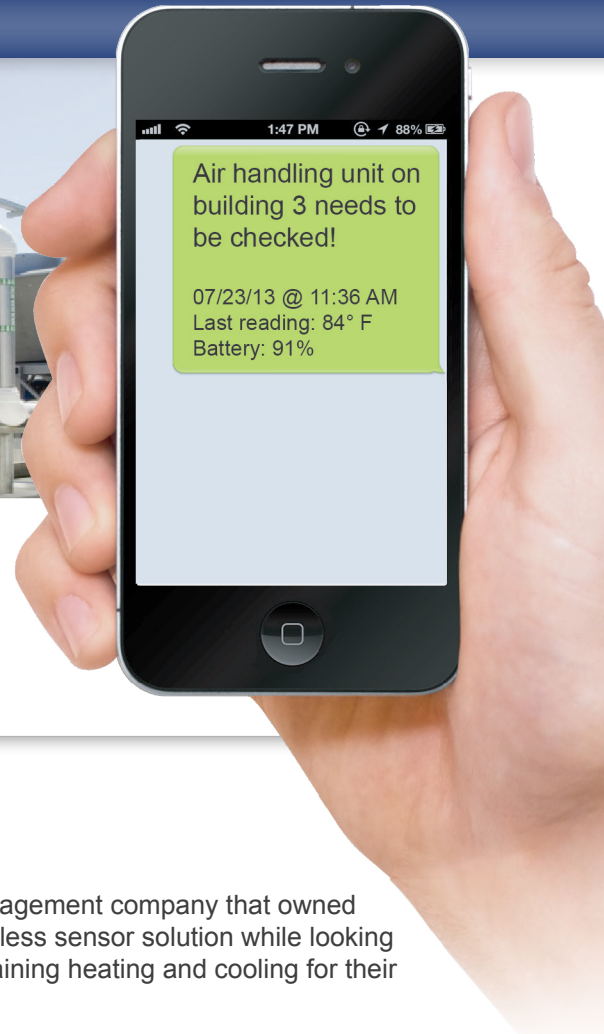 1:47 PM 88%
Air handling unit on
building 3 needs to
be checked!
07/23/13 @ 11:36 AM
Last reading: 84° F
Battery: 91%
agement company that owned
less sensor solution while looking
aining heating and cooling for their